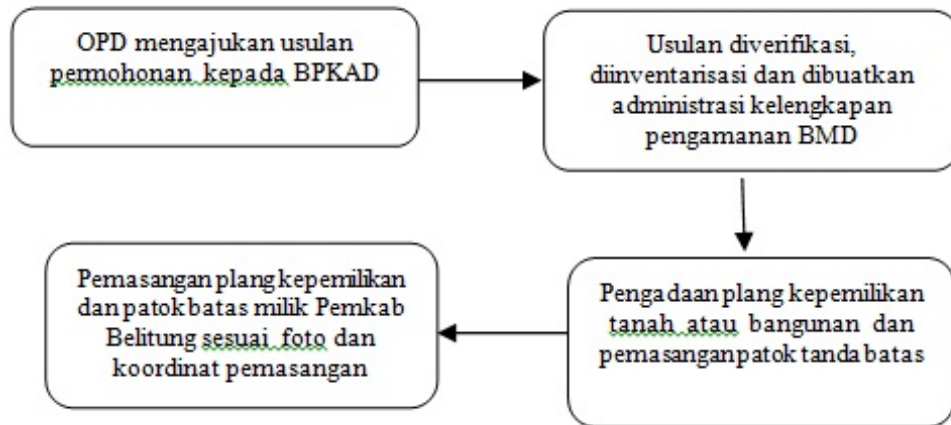 OPD mengajukan usulan
permohonan kepada BPKAD
Usulan diverifikasi,
diinventarisasi dan dibuatkan
administrasi kelengkapan
pengamanan BMD
Pengadaan plang kepemilikan
tanah atau bangunan dan
pemasanganpatok tanda batas
Pemasangan plang kepemilikan
dan patok batas milik Pemkab
Belitung sesuai foto dan
koordinat pemasangan